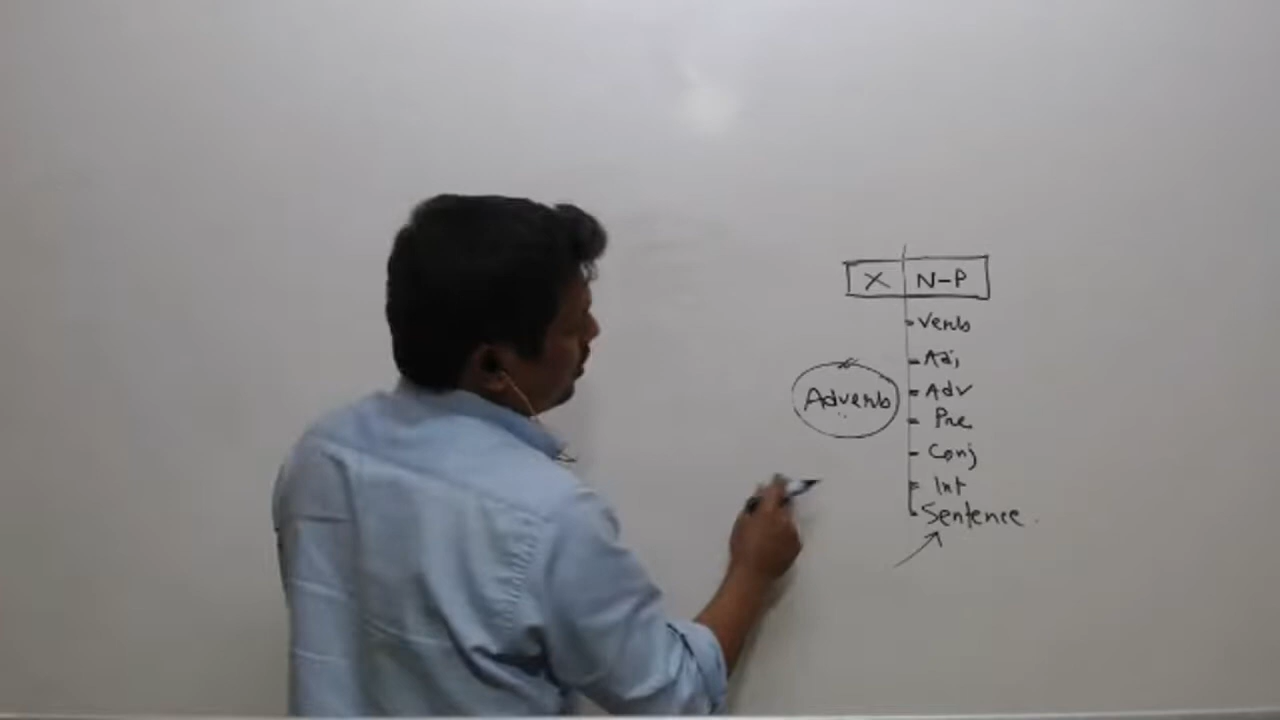 X N-P
Verb
Adj
Adv
Adverb
Pre
Conj
Int
Sentence